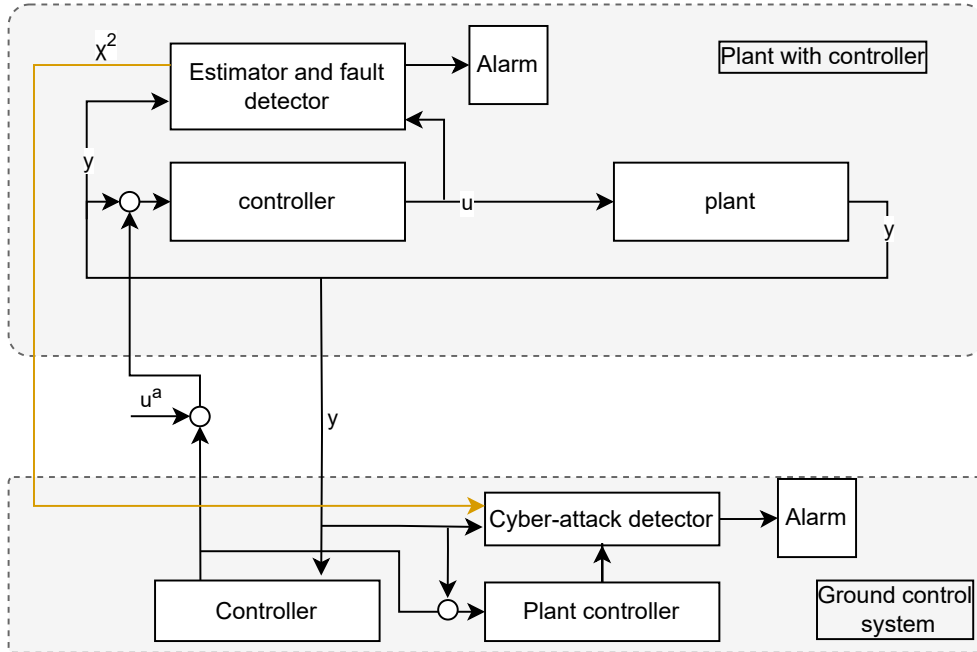 χ²
Estimator and fault
detector
Alarm
Plant with controller
y
controller
u
plant
y
uᵃ
y
Cyber-attack detector
Alarm
Controller
Plant controller
Ground control
system